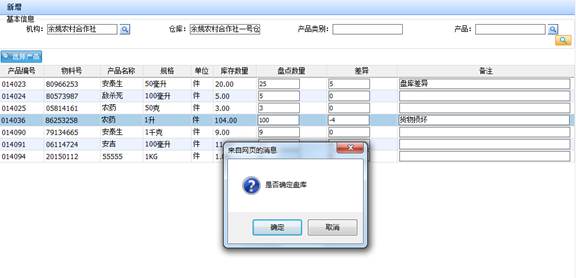 新增
基本信息
机构: 余姚农村合作社 仓库: 余姚农村合作社一号仓 产品类别: 产品:
选择产品
产品编号 物料号 产品名称 规格 单位 库存数量 盘点数量 差异 备注
014023 80966253 安泰生 50毫升 件 20.00 25 5 盘库差异
014024 80573987 敌杀死 100毫升 件 5.00 5 0
014025 05814161 农药 50克 件 3.00 3 0
014036 86253258 农药 1升 件 104.00 100 -4 货物损坏
014090 79134665 安泰生 1千克 件 9.00 9 0
014091 06114724 安吉 100毫升 件
014094 20150112 55555 1KG 件
来自网页的消息
是否确定盘库
确定 取消